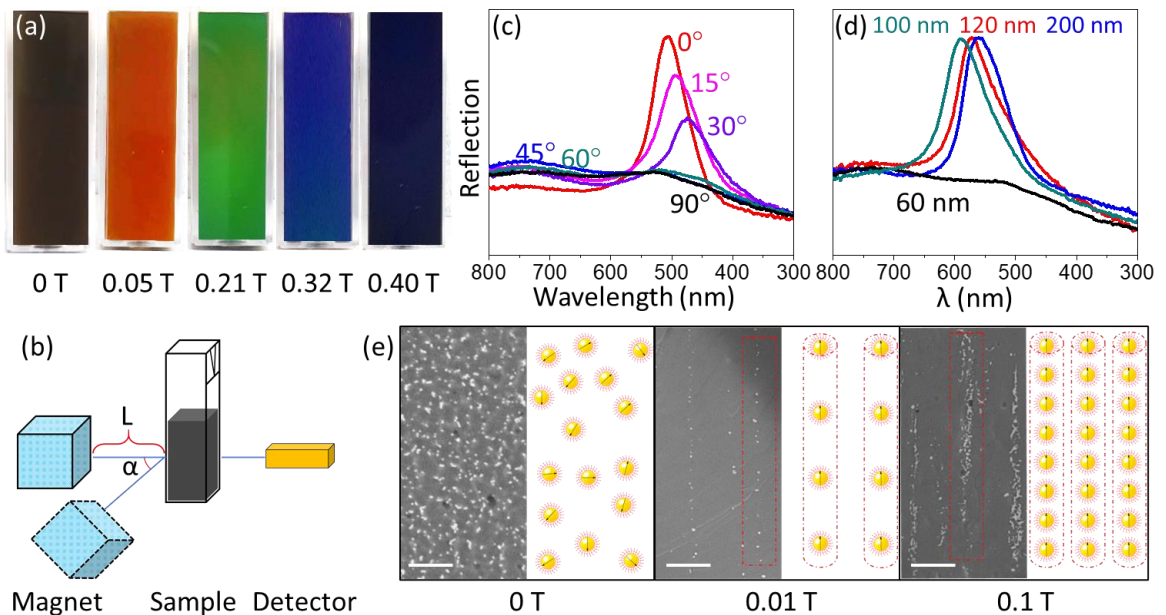 (a)
0 T
0.05 T
0.21 T
0.32 T
0.40 T
(b)
L
α
Magnet
Sample
Detector
(c)
0°
15°
30°
45°
60°
90°
Reflection
800
700
600
500
400
300
Wavelength (nm)
(d)
100 nm
120 nm
200 nm
60 nm
800
700
600
500
400
300
λ (nm)
(e)
0 T
0.01 T
0.1 T